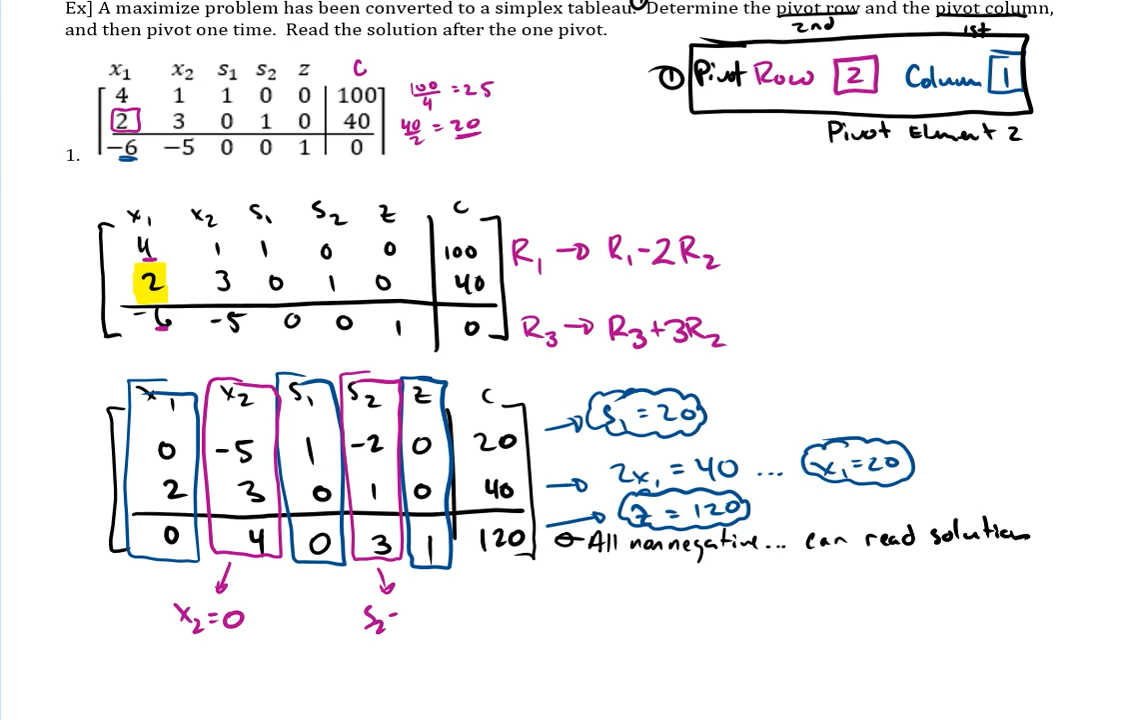 Ex] A maximize problem has been converted to a simplex tableau. Determine the pivot row and the pivot column,
and then pivot one time. Read the solution after the one pivot.
2nd 1st
x1 x2 s1 s2 z C
4 1 1 0 0 100 100/4 = 25
2 3 0 1 0 40 40/2 = 20
1. −6 −5 0 0 1 0
① Pivot Row 2 Column 1
Pivot Element 2
x1 x2 s1 s2 z C
4 1 1 0 0 100 R1 → R1-2R2
2 3 0 1 0 40
-6 -5 0 0 1 0 R3 → R3+3R2
x1 x2 s1 s2 z C
0 -5 1 -2 0 20 → s1 = 20
2 3 0 1 0 40 → 2x1 = 40 ... x1=20
0 4 0 3 1 120 → z = 120
← All nonnegative... can read solution
x2=0 s2-